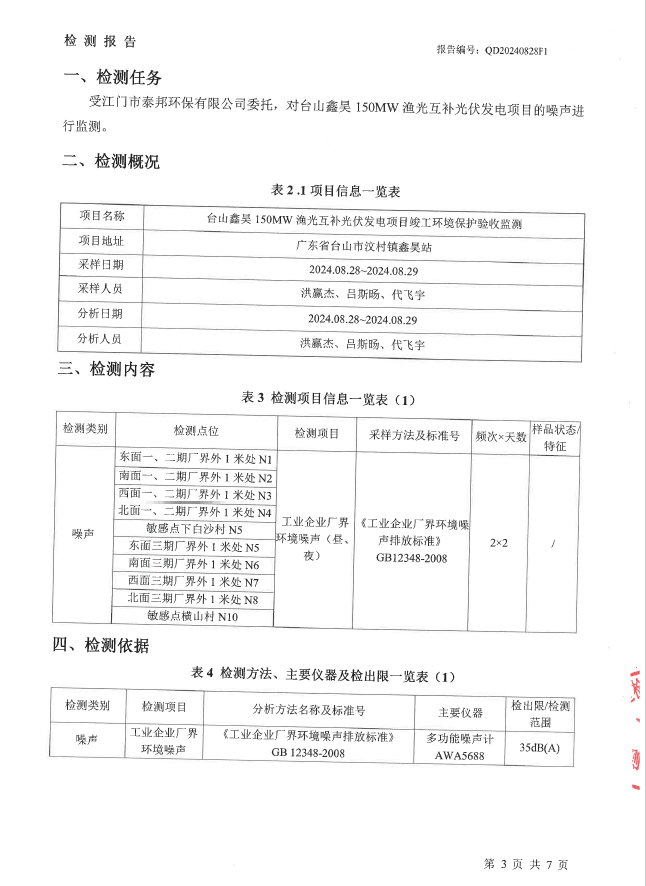 检测报告
报告编号：QD20240828F1
一、检测任务
受江门市泰邦环保有限公司委托，对台山鑫昊 150MW 渔光互补光伏发电项目的噪声进
行监测。
二、检测概况
表 2 .1 项目信息一览表
项目名称 台山鑫昊 150MW 渔光互补光伏发电项目竣工环境保护验收监测
项目地址 广东省台山市汶村镇鑫昊站
采样日期 2024.08.28~2024.08.29
采样人员 洪赢杰、吕斯旸、代飞宇
分析日期 2024.08.28~2024.08.29
分析人员 洪赢杰、吕斯旸、代飞宇
三、检测内容
表 3 检测项目信息一览表（1）
检测类别 检测点位 检测项目 采样方法及标准号 频次×天数 样品状态/
特征
噪声
东面一、二期厂界外 1 米处 N1
南面一、二期厂界外 1 米处 N2
西面一、二期厂界外 1 米处 N3
北面一、二期厂界外 1 米处 N4
敏感点下白沙村 N5
东面三期厂界外 1 米处 N5
南面三期厂界外 1 米处 N6
西面三期厂界外 1 米处 N7
北面三期厂界外 1 米处 N8
敏感点横山村 N10
工业企业厂界
环境噪声（昼、
夜）
《工业企业厂界环境噪
声排放标准》
GB12348-2008
2×2
/
四、检测依据
表 4 检测方法、主要仪器及检出限一览表（1）
检测类别 检测项目 分析方法名称及标准号 主要仪器 检出限/检测
范围
噪声
工业企业厂界
环境噪声
《工业企业厂界环境噪声排放标准》
GB 12348-2008
多功能噪声计
AWA5688
35dB(A)
第 3 页 共 7 页